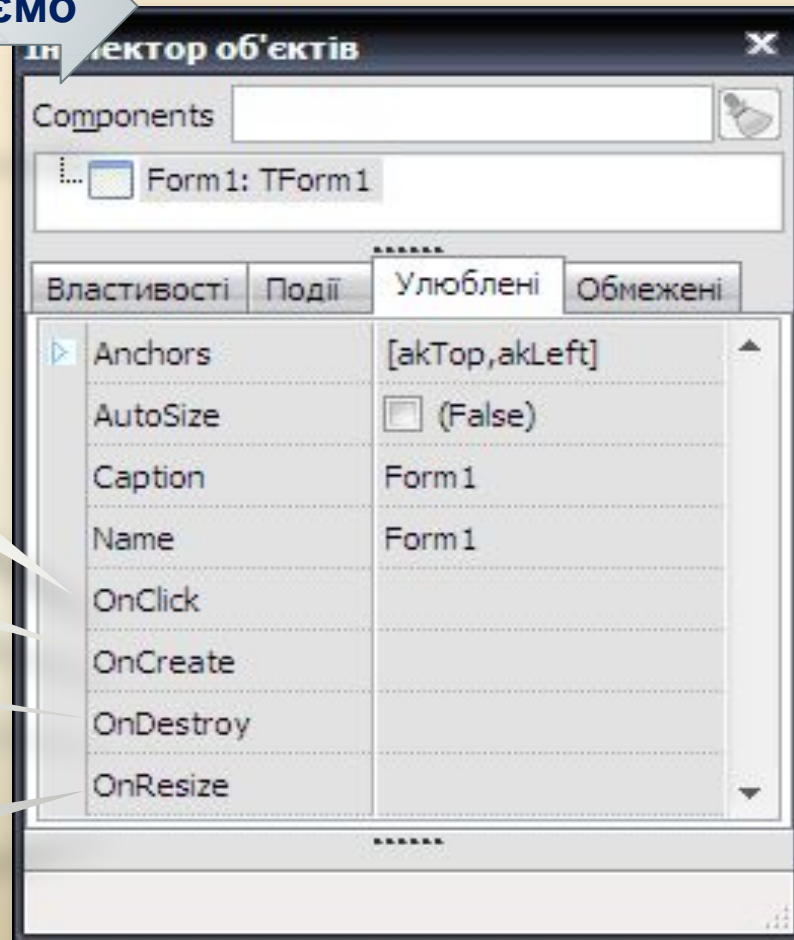 ємо
Інспектор об'єктів
Components
Form1: TForm1
Властивості Події Улюблені Обмежені
Anchors [akTop,akLeft]
AutoSize (False)
Caption Form1
Name Form1
OnClick
OnCreate
OnDestroy
OnResize